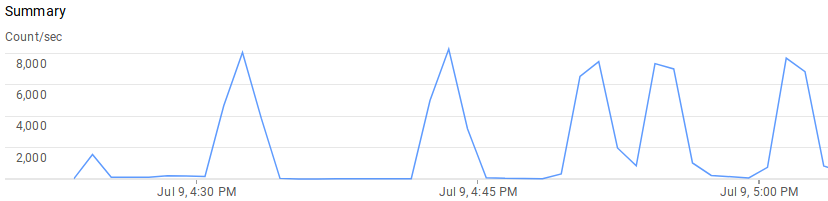 Summary
Count/sec
8,000
6,000
4,000
2,000
Jul 9, 4:30 PM
Jul 9, 4:45 PM
Jul 9, 5:00 PM